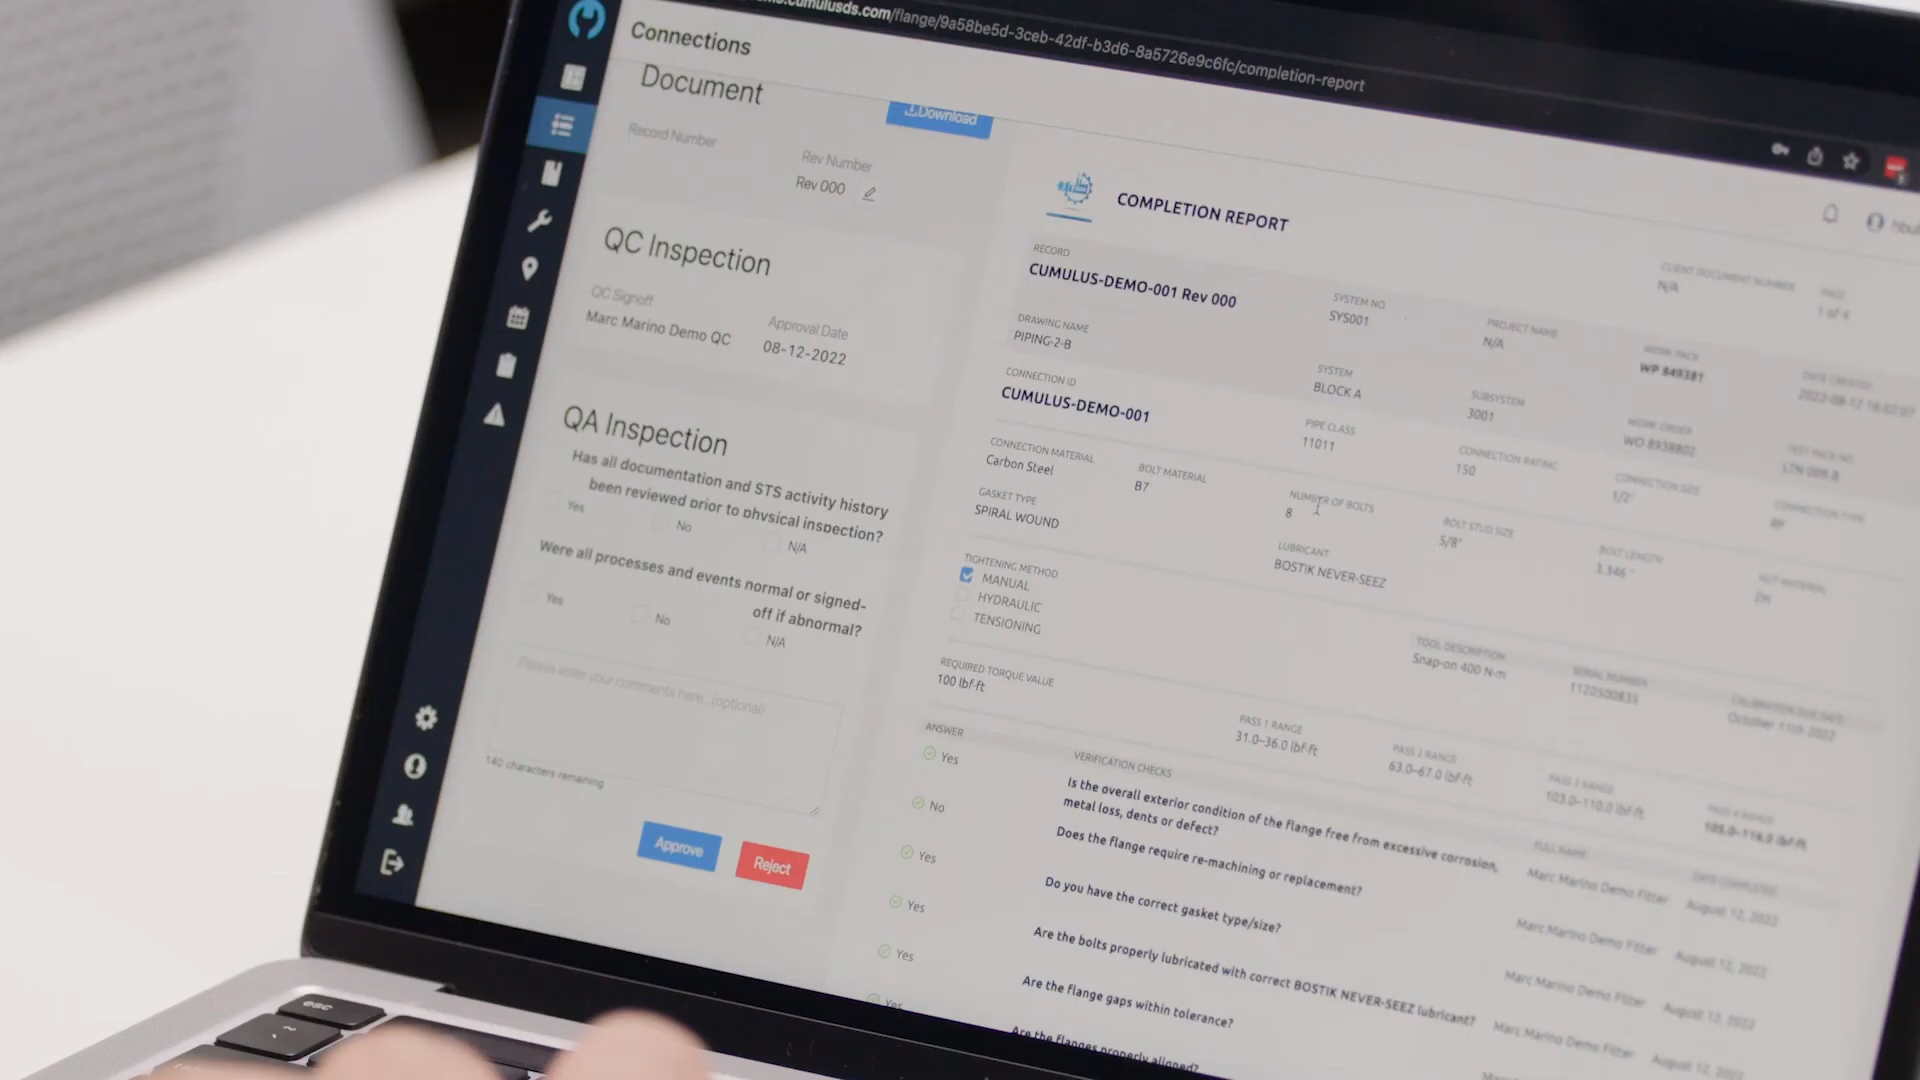 cumulusds.com/flange/9a58be5d-3ceb-42df-b3d6-8a5726e9c6fc/completion-report
Connections
Document
Download
Record Number
Rev Number
Rev 000
QC Inspection
QC Signoff
Marc Marino Demo QC
Approval Date
08-12-2022
QA Inspection
Has all documentation and STS activity history
been reviewed prior to physical inspection?
Yes
No
N/A
Were all processes and events normal or signed-
off if abnormal?
Yes
No
N/A
Please enter your comments here...(optional)
140 characters remaining
Approve
Reject
COMPLETION REPORT
CLIENT DOCUMENT NUMBER
N/A
PAGE
1 of 4
RECORD
CUMULUS-DEMO-001 Rev 000
SYSTEM NO.
SYS001
PROJECT NAME
N/A
WORK PACK
WP 849381
DATE CREATED
DRAWING NAME
PIPING-2-B
SYSTEM
BLOCK A
SUBSYSTEM
3001
WORK ORDER
WO 8938802
TEST PACK NO.
LTN 009.B
CONNECTION ID
CUMULUS-DEMO-001
PIPE CLASS
11011
CONNECTION RATING
150
CONNECTION SIZE
1/2"
CONNECTION TYPE
RF
CONNECTION MATERIAL
Carbon Steel
BOLT MATERIAL
B7
NUMBER OF BOLTS
8
BOLT STUD SIZE
5/8"
BOLT LENGTH
3.346 "
NUT MATERIAL
2H
GASKET TYPE
SPIRAL WOUND
LUBRICANT
BOSTIK NEVER-SEEZ
TIGHTENING METHOD
MANUAL
HYDRAULIC
TENSIONING
TOOL DESCRIPTION
Snap-on 400 N-m
SERIAL NUMBER
1120500835
CALIBRATION DUE DATE
October 11th 2022
REQUIRED TORQUE VALUE
100 lbf-ft
PASS 1 RANGE
31.0–36.0 lbf-ft
PASS 2 RANGE
63.0–67.0 lbf-ft
PASS 3 RANGE
103.0–110.0 lbf-ft
PASS 4 RANGE
ANSWER
VERIFICATION CHECKS
FULL NAME
DATE COMPLETED
Yes
Is the overall exterior condition of the flange free from excessive corrosion,
metal loss, dents or defect?
Marc Marino Demo Fitter
August 12, 2022
No
Does the flange require re-machining or replacement?
Marc Marino Demo Fitter
August 12, 2022
Yes
Do you have the correct gasket type/size?
Marc Marino Demo Fitter
August 12, 2022
Yes
Are the bolts properly lubricated with correct BOSTIK NEVER-SEEZ lubricant?
Marc Marino Demo Fitter
August 12, 2022
Yes
Are the flange gaps within tolerance?
Yes
Are the flanges properly aligned?
esc